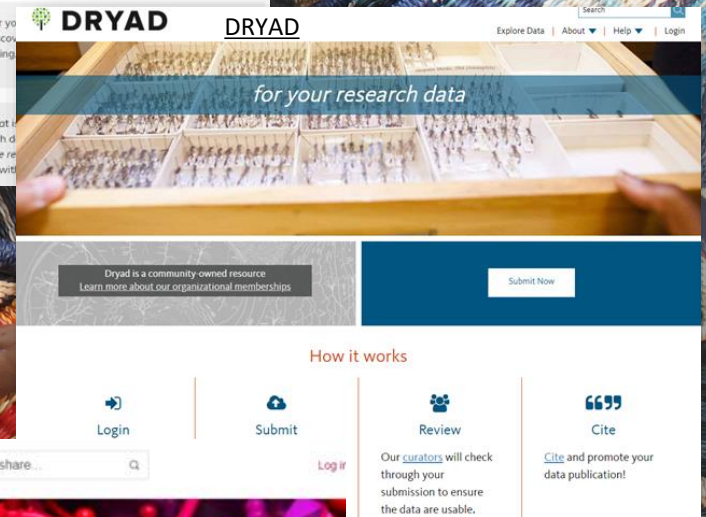 DRYAD
DRYAD
Search
Explore Data | About | Help | Login
for your research data
Dryad is a community-owned resource
Learn more about our organizational memberships
Submit Now
How it works
Login
Submit
Review
Cite
Our curators will check
through your
submission to ensure
the data are usable.
Cite and promote your
data publication!
share...
Log in